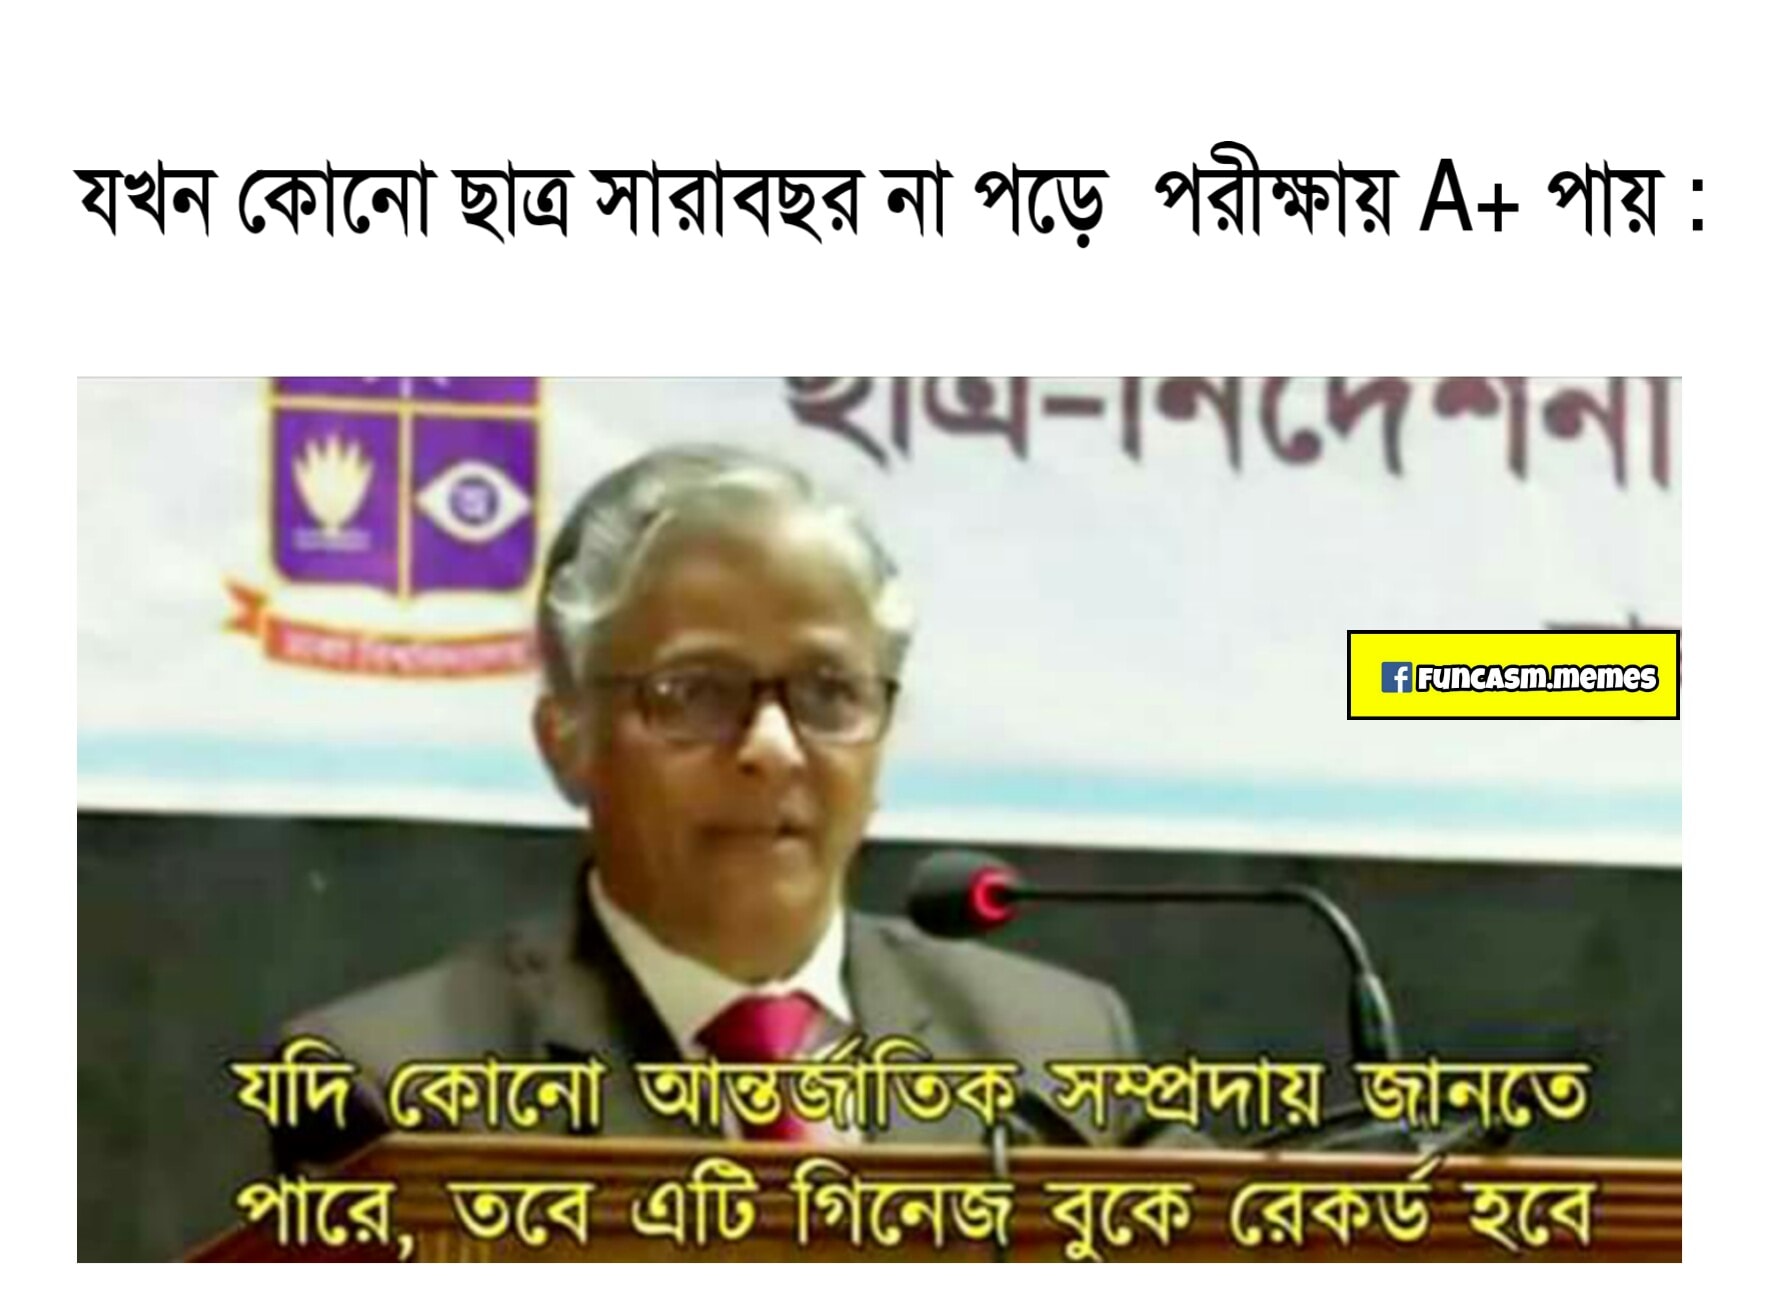 যখন কোনো ছাত্র সারাবছর না পড়ে পরীক্ষায় A+ পায় :
ছাত্র-নির্দেশনা
অ
funcasm.memes
যদি কোনো আন্তর্জাতিক সম্প্রদায় জানতে
পারে, তবে এটি গিনেজ বুকে রেকর্ড হবে